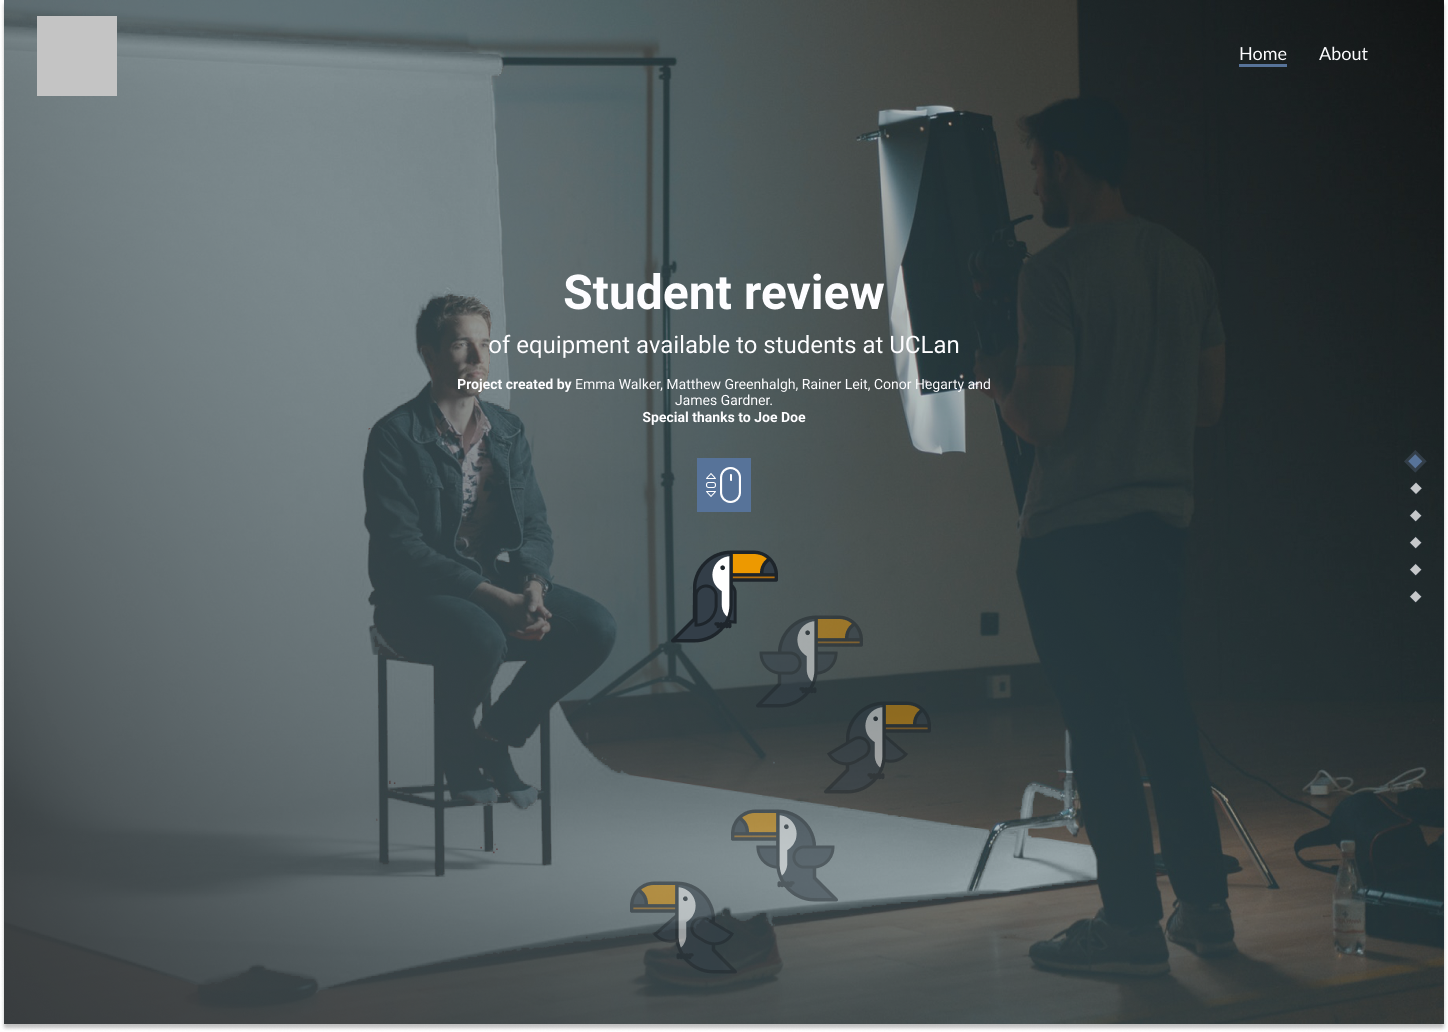 Home About
Student review
of equipment available to students at UCLan
Project created by Emma Walker, Matthew Greenhalgh, Rainer Leit, Conor Hegarty and
James Gardner.
Special thanks to Joe Doe